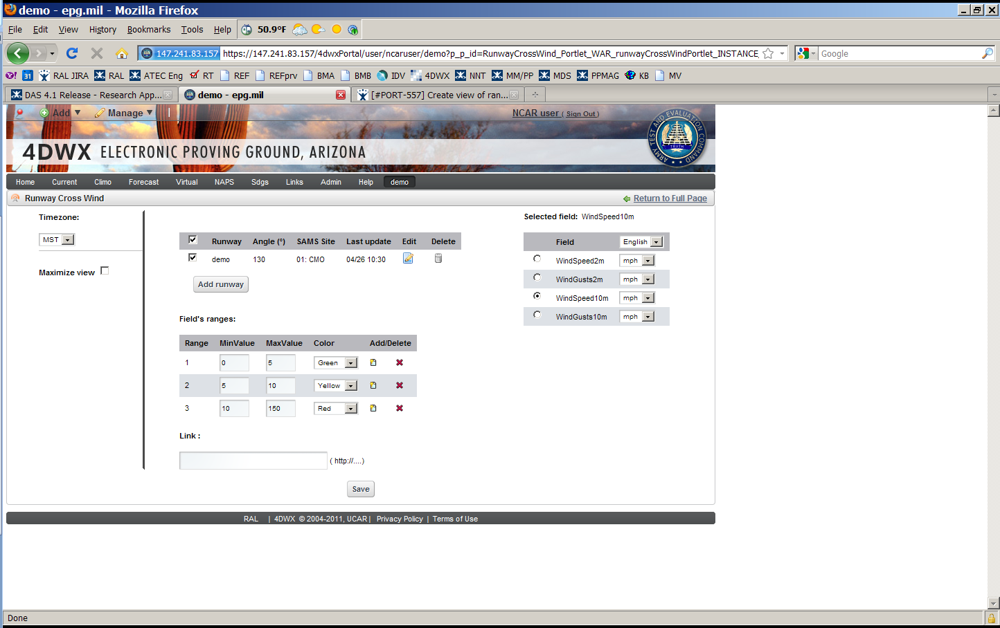 demo - epg.mil - Mozilla Firefox
File Edit View History Bookmarks Tools Help 50.9°F
147.241.83.157 https://147.241.83.157/4dwxPortal/user/ncaruser/demo?p_p_id=RunwayCrossWind_Portlet_WAR_runwayCrossWindPortlet_INSTANCE_ Google
Y! 31 RAL JIRA RAL ATEC Eng RT REF REFprv BMA BMB IDV 4DWX NNT MM/PP MDS PPMAG KB MV
DAS 4.1 Release - Research App... demo - epg.mil [#PORT-557] Create view of ran...
Add Manage NCAR user ( Sign Out )
4DWX ELECTRONIC PROVING GROUND, ARIZONA
ARMY TEST AND EVALUATION COMMAND
TRUTH
Home Current Climo Forecast Virtual NAPS Sdgs Links Admin Help demo
Runway Cross Wind Return to Full Page
Timezone: Selected field: WindSpeed10m
MST
Runway Angle (°) SAMS Site Last update Edit Delete Field English
demo 130 01: CMO 04/26 10:30 WindSpeed2m mph
Maximize view
Add runway WindGusts2m mph
WindSpeed10m mph
Field's ranges: WindGusts10m mph
Range MinValue MaxValue Color Add/Delete
1 0 5 Green
2 5 10 Yellow
3 10 150 Red
Link :
( http://....)
Save
RAL | 4DWX © 2004-2011, UCAR | Privacy Policy | Terms of Use
Done